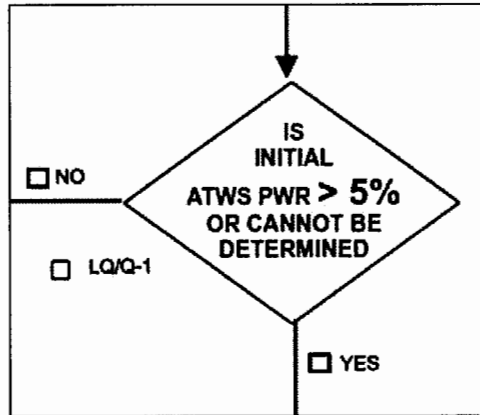 IS
INITIAL
ATWS PWR > 5%
OR CANNOT BE
DETERMINED
NO
LQ/Q-1
YES